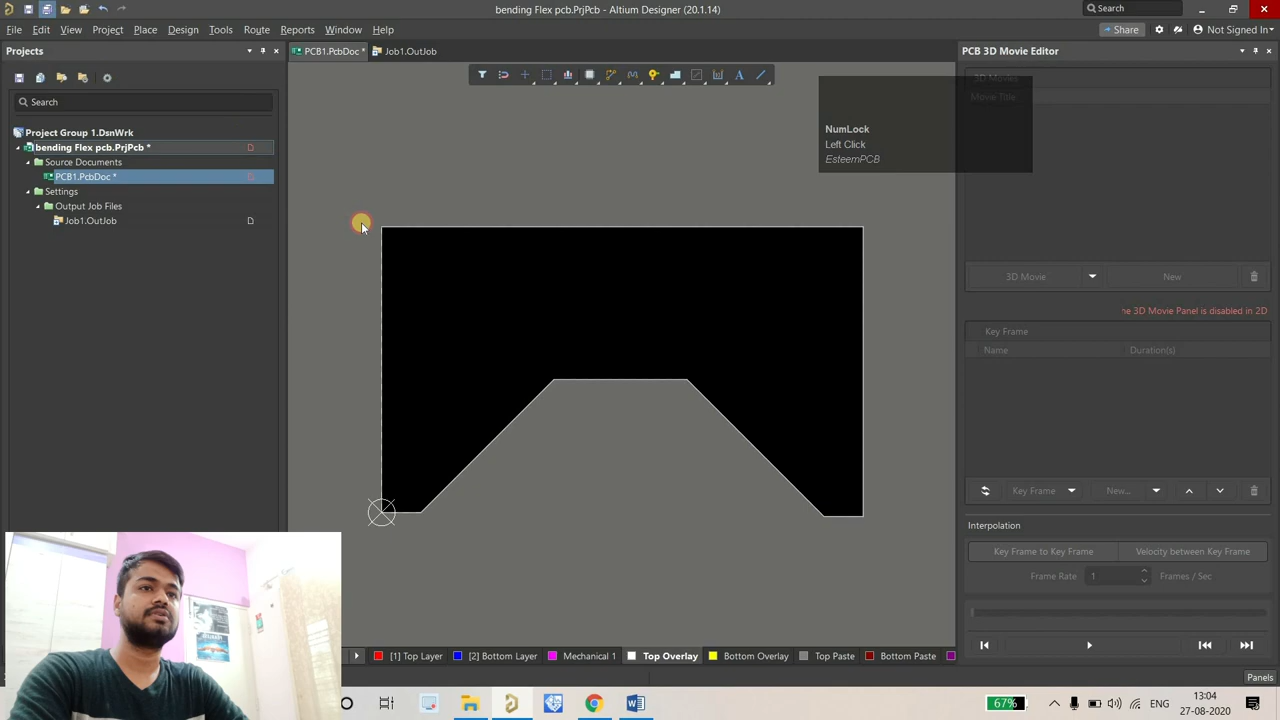 bending Flex pcb.PrjPcb - Altium Designer (20.1.14)
Search
File Edit View Project Place Design Tools Route Reports Window Help
Share
Not Signed In
Projects
PCB1.PcbDoc *
Job1.OutJob
PCB 3D Movie Editor
3D Movies
Movie Title
NumLock
Left Click
EsteemPCB
Search
Project Group 1.DsnWrk
bending Flex pcb.PrjPcb *
Source Documents
PCB1.PcbDoc *
Settings
Output Job Files
Job1.OutJob
3D Movie
New
he 3D Movie Panel is disabled in 2D
Key Frame
Name
Duration(s)
Key Frame
New...
Interpolation
Key Frame to Key Frame
Velocity between Key Frame
Frame Rate
1
Frames / Sec
[1] Top Layer
[2] Bottom Layer
Mechanical 1
Top Overlay
Bottom Overlay
Top Paste
Bottom Paste
Panels
67%
ENG
13:04
27-08-2020